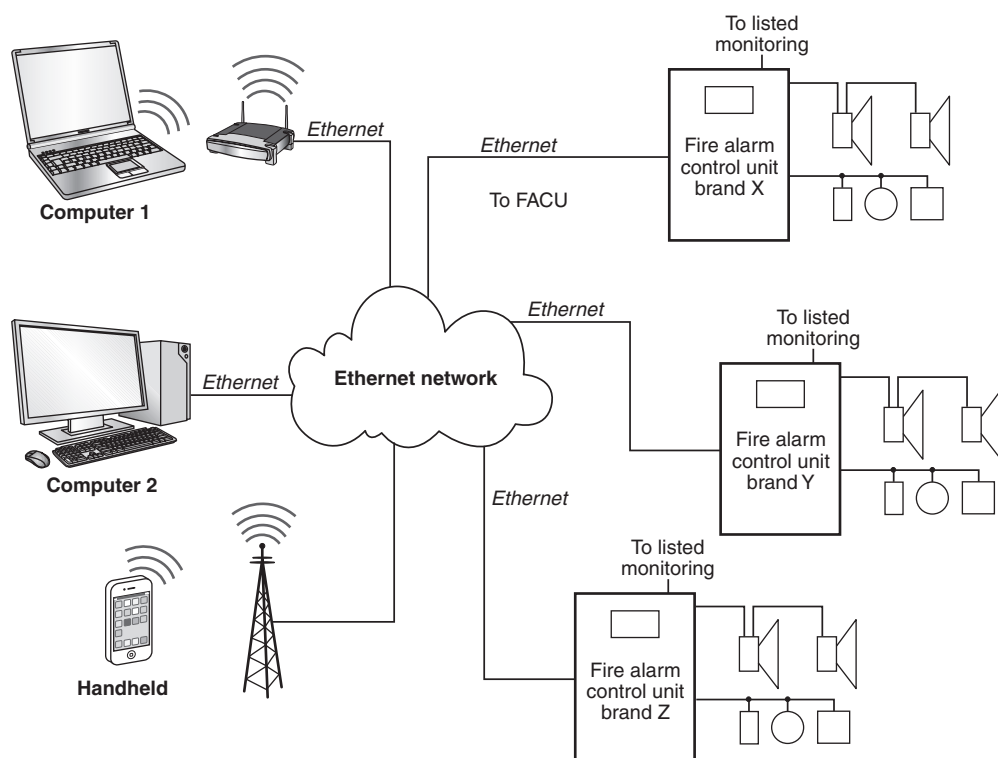 To listed
monitoring
Ethernet
Ethernet
Fire alarm
control unit
brand X
To FACU
Computer 1
Ethernet
To listed
monitoring
Ethernet network
Ethernet
Fire alarm
control unit
brand Y
Computer 2
Ethernet
To listed
monitoring
Fire alarm
control unit
brand Z
Handheld